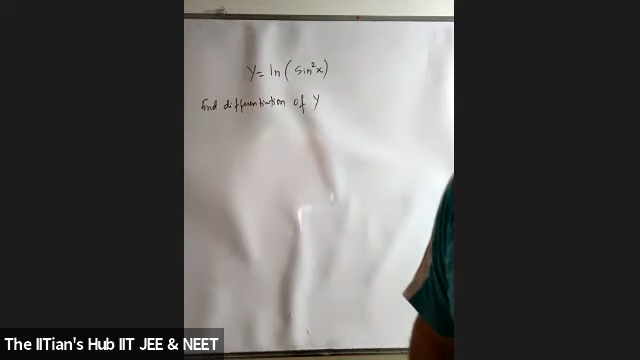 y = ln (sin²x)
find differentiation of y
The IITian's Hub IIT JEE & NEET